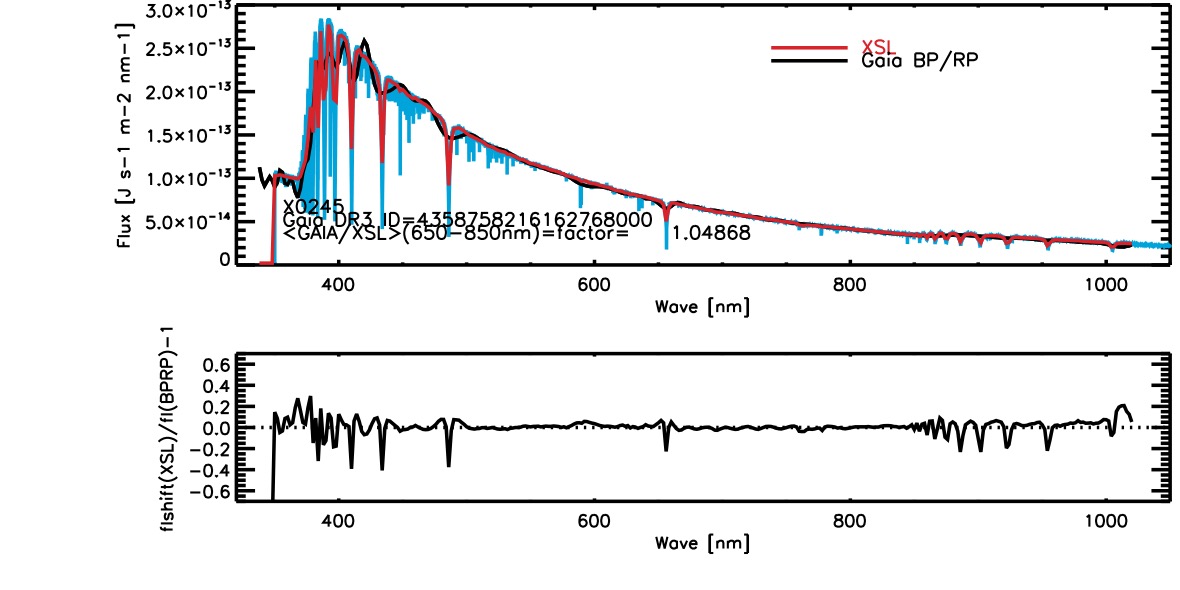 3.0×10−13
2.5×10−13
2.0×10−13
1.5×10−13
1.0×10−13
5.0×10−14
0
Flux [J s−1 m−2 nm−1]
XSL
Gaia BP/RP
X0245
Gaia DR3 ID=4358758216162768000
<GAIA/XSL>(650−850nm)=factor= 1.04868
400 600 800 1000
Wave [nm]
flshift(XSL)/fl(BPRP)−1
0.6
0.4
0.2
0.0
−0.2
−0.4
−0.6
400 600 800 1000
Wave [nm]